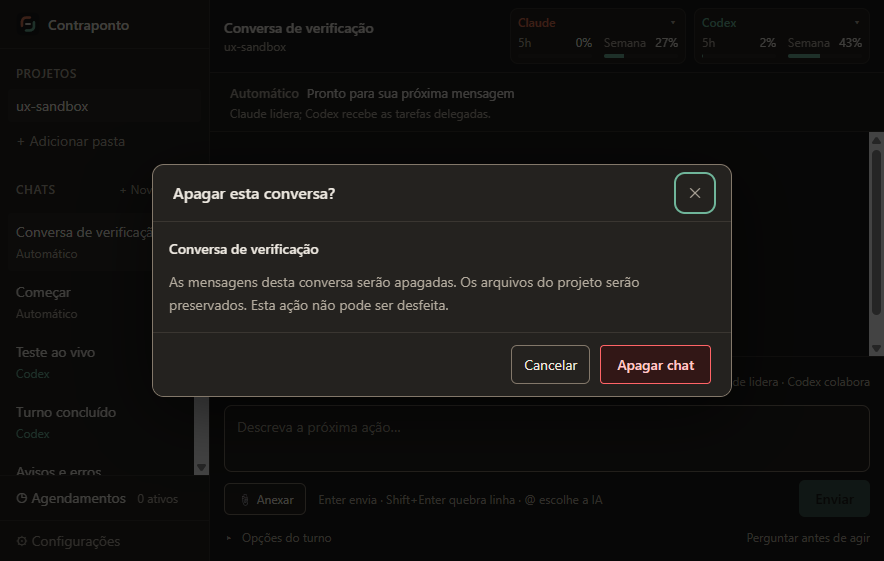 Contraponto
PROJETOS
ux-sandbox
+ Adicionar pasta
CHATS + Nov
Conversa de verificaçã
Automático
Começar
Automático
Teste ao vivo
Codex
Turno concluído
Codex
Avisos e erros
Agendamentos 0 ativos
Configurações
Conversa de verificação
ux-sandbox
Claude
5h 0% Semana 27%
Codex
5h 2% Semana 43%
Automático Pronto para sua próxima mensagem
Claude lidera; Codex recebe as tarefas delegadas.
Apagar esta conversa?
Conversa de verificação
As mensagens desta conversa serão apagadas. Os arquivos do projeto serão
preservados. Esta ação não pode ser desfeita.
Cancelar Apagar chat
de lidera · Codex colabora
Descreva a próxima ação...
Anexar Enter envia · Shift+Enter quebra linha · @ escolhe a IA Enviar
Opções do turno Perguntar antes de agir